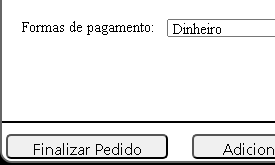 Formas de pagamento: Dinheiro
Finalizar Pedido Adicion